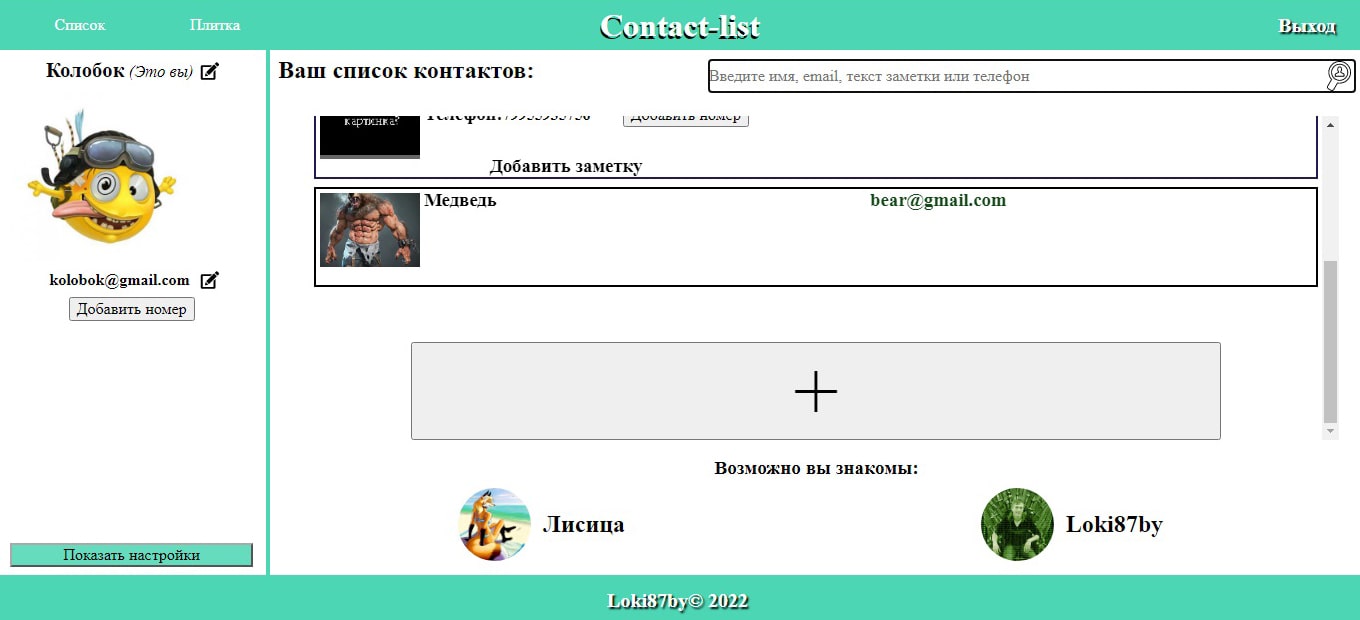 Список Плитка Contact-list Выход
Колобок (Это вы)
Ваш список контактов:
Введите имя, email, текст заметки или телефон
картинка?
Телефон: Добавить номер
Добавить заметку
Медведь bear@gmail.com
kolobok@gmail.com
Добавить номер
Возможно вы знакомы:
Лисица Loki87by
Показать настройки
Loki87by© 2022